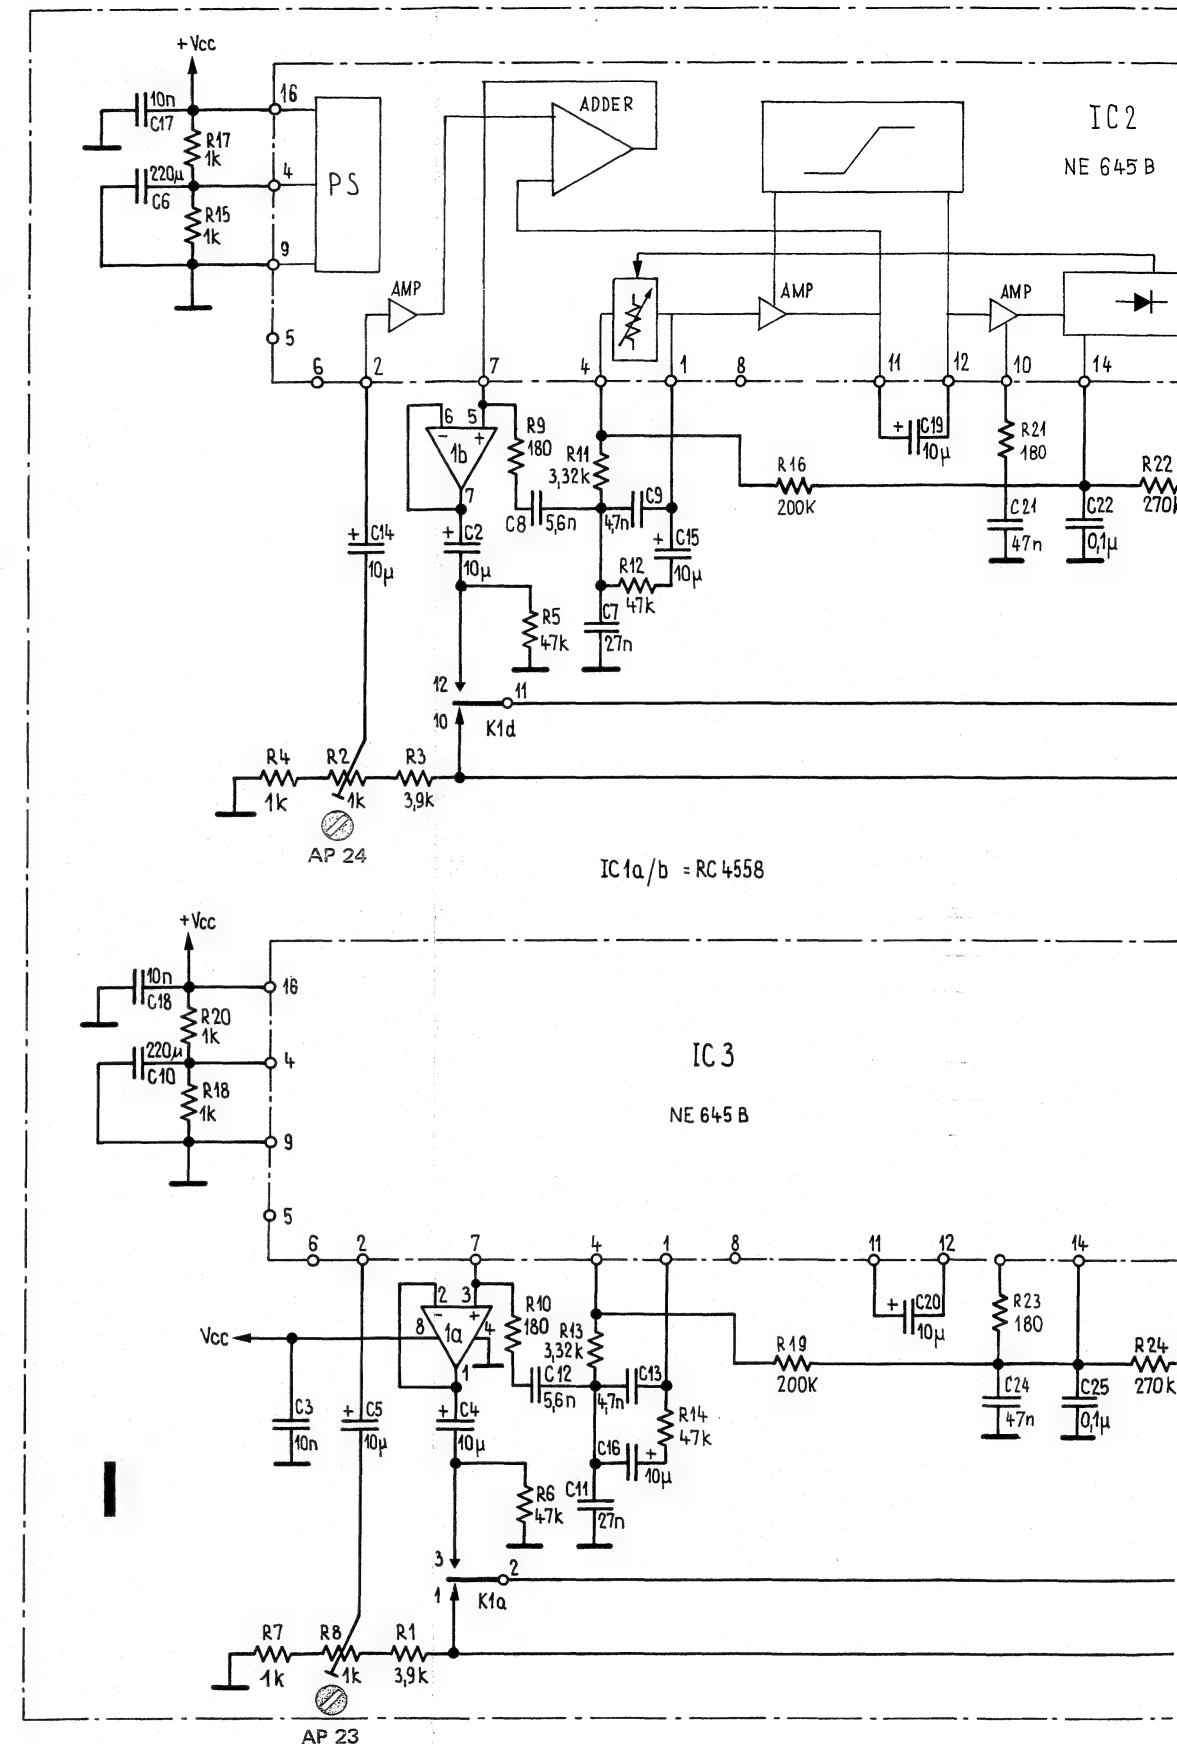 +Vcc
10n
C17
16
R17
1k
220µ
C6
4
R15
1k
9
PS
5
6
2
AMP
7
ADDER
4
1
8
AMP
11
12
AMP
10
14
IC2
NE 645 B
6
5
-
+
1b
7
R9
180
R11
3,32k
C8
5,6n
C9
4,7n
R16
200K
+
C19
10µ
R21
180
R22
270k
C21
47n
C22
0,1µ
+
C14
10µ
+
C2
10µ
+
C15
10µ
R12
47k
R5
47k
C7
27n
12
11
10
K1d
R4
1k
R2
1k
R3
3,9k
AP 24
IC1a/b = RC4558
+Vcc
10n
C18
16
R20
1k
220µ
C10
4
R18
1k
9
5
IC3
NE 645 B
6
2
7
4
1
8
11
12
14
2
3
-
+
8
1a
4
1
Vcc
R10
180
R13
3,32k
C12
5,6n
C13
4,7n
R19
200K
+
C20
10µ
R23
180
R24
270k
C24
47n
C25
0,1µ
C3
10n
+
C5
10µ
+
C4
10µ
R14
47k
C16
+
10µ
R6
47k
C11
27n
3
2
1
K1a
R7
1k
R8
1k
R1
3,9k
AP 23